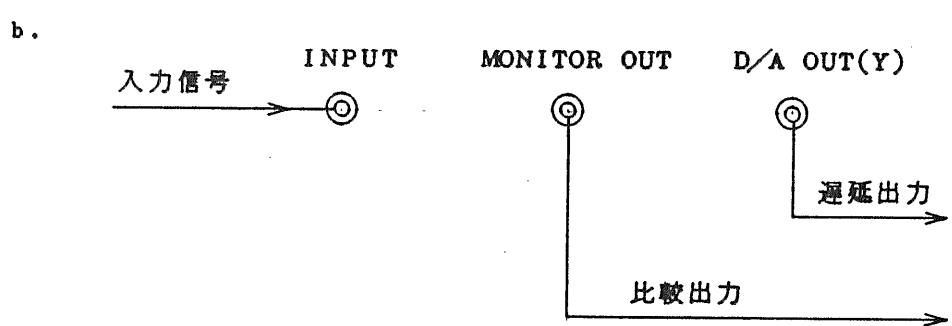 b.
INPUT MONITOR OUT D/A OUT(Y)
入力信号
遅延出力
比較出力